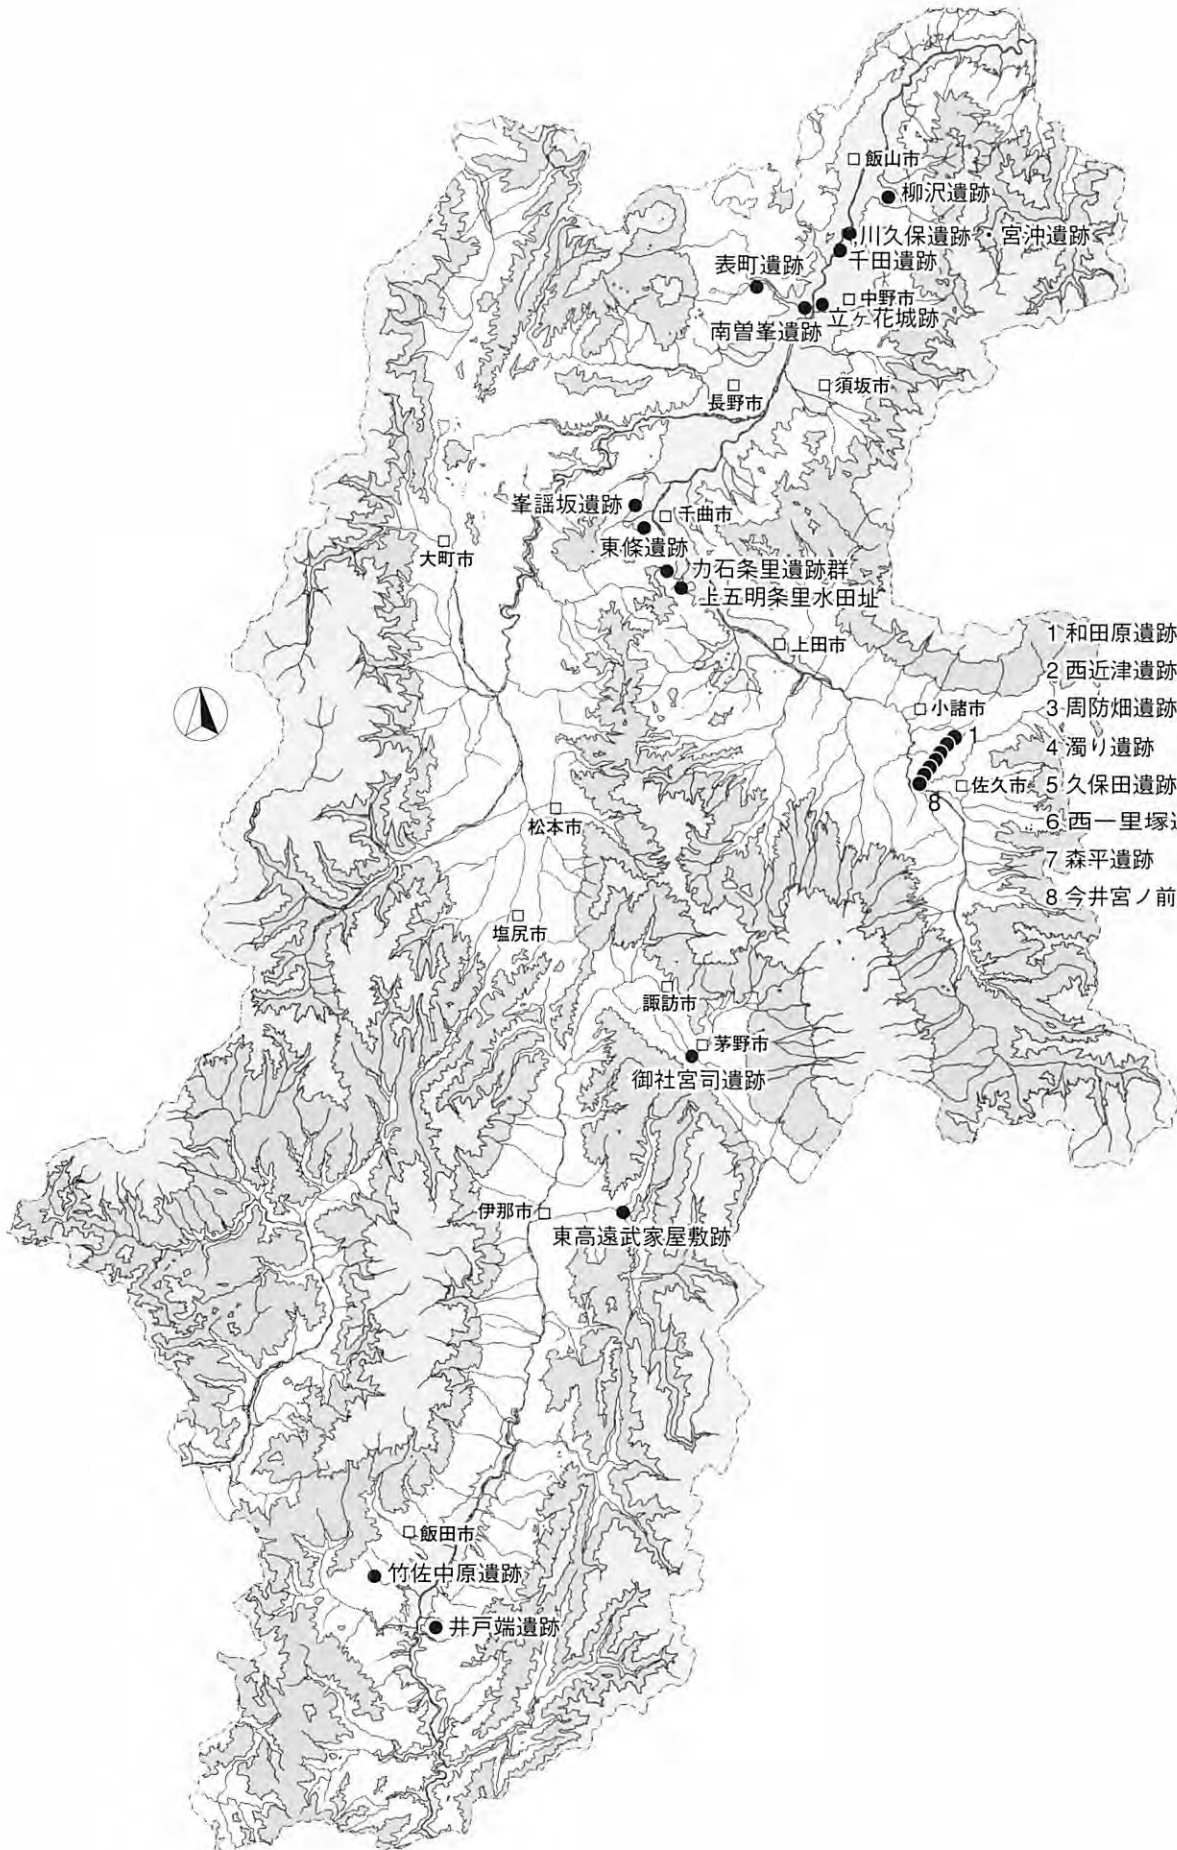 飯山市
柳沢遺跡
川久保遺跡・宮沖遺跡
千田遺跡
表町遺跡
中野市
立ヶ花城跡
南曽峯遺跡
長野市
須坂市
峯謡坂遺跡
千曲市
東條遺跡
大町市
力石条里遺跡群
上五明条里水田址
上田市
1 和田原遺跡
2 西近津遺跡
小諸市
3 周防畑遺跡
1
4 濁り遺跡
佐久市
5 久保田遺跡
8
6 西一里塚
7 森平遺跡
8 今井宮ノ前
松本市
塩尻市
諏訪市
茅野市
御社宮司遺跡
伊那市
東高遠武家屋敷跡
飯田市
竹佐中原遺跡
井戸端遺跡